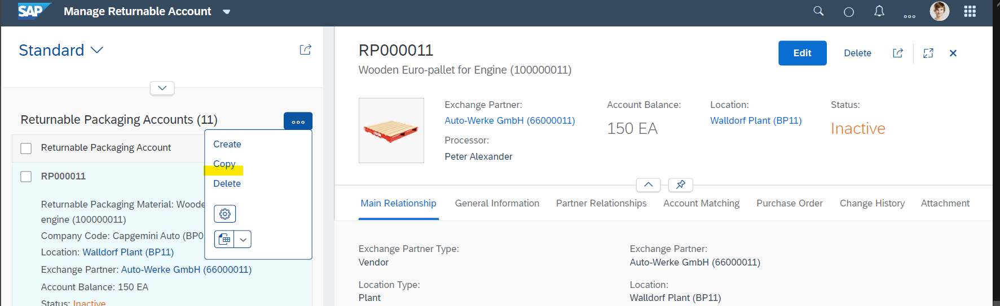 SAP Manage Returnable Account
Standard
Returnable Packaging Accounts (11)
Returnable Packaging Account
RP000011
Returnable Packaging Material: Woode
engine (100000011)
Company Code: Capgemini Auto (BP0
Location: Walldorf Plant (BP11)
Exchange Partner: Auto-Werke GmbH (66000011)
Account Balance: 150 EA
Status: Inactive
Create
Copy
Delete
RP000011
Wooden Euro-pallet for Engine (100000011)
Edit
Delete
Exchange Partner:
Auto-Werke GmbH (66000011)
Processor:
Peter Alexander
Account Balance:
150 EA
Location:
Walldorf Plant (BP11)
Status:
Inactive
Main Relationship General Information Partner Relationships Account Matching Purchase Order Change History Attachment
Exchange Partner Type:
Vendor
Location Type:
Plant
Exchange Partner:
Auto-Werke GmbH (66000011)
Location:
Walldorf Plant (BP11)